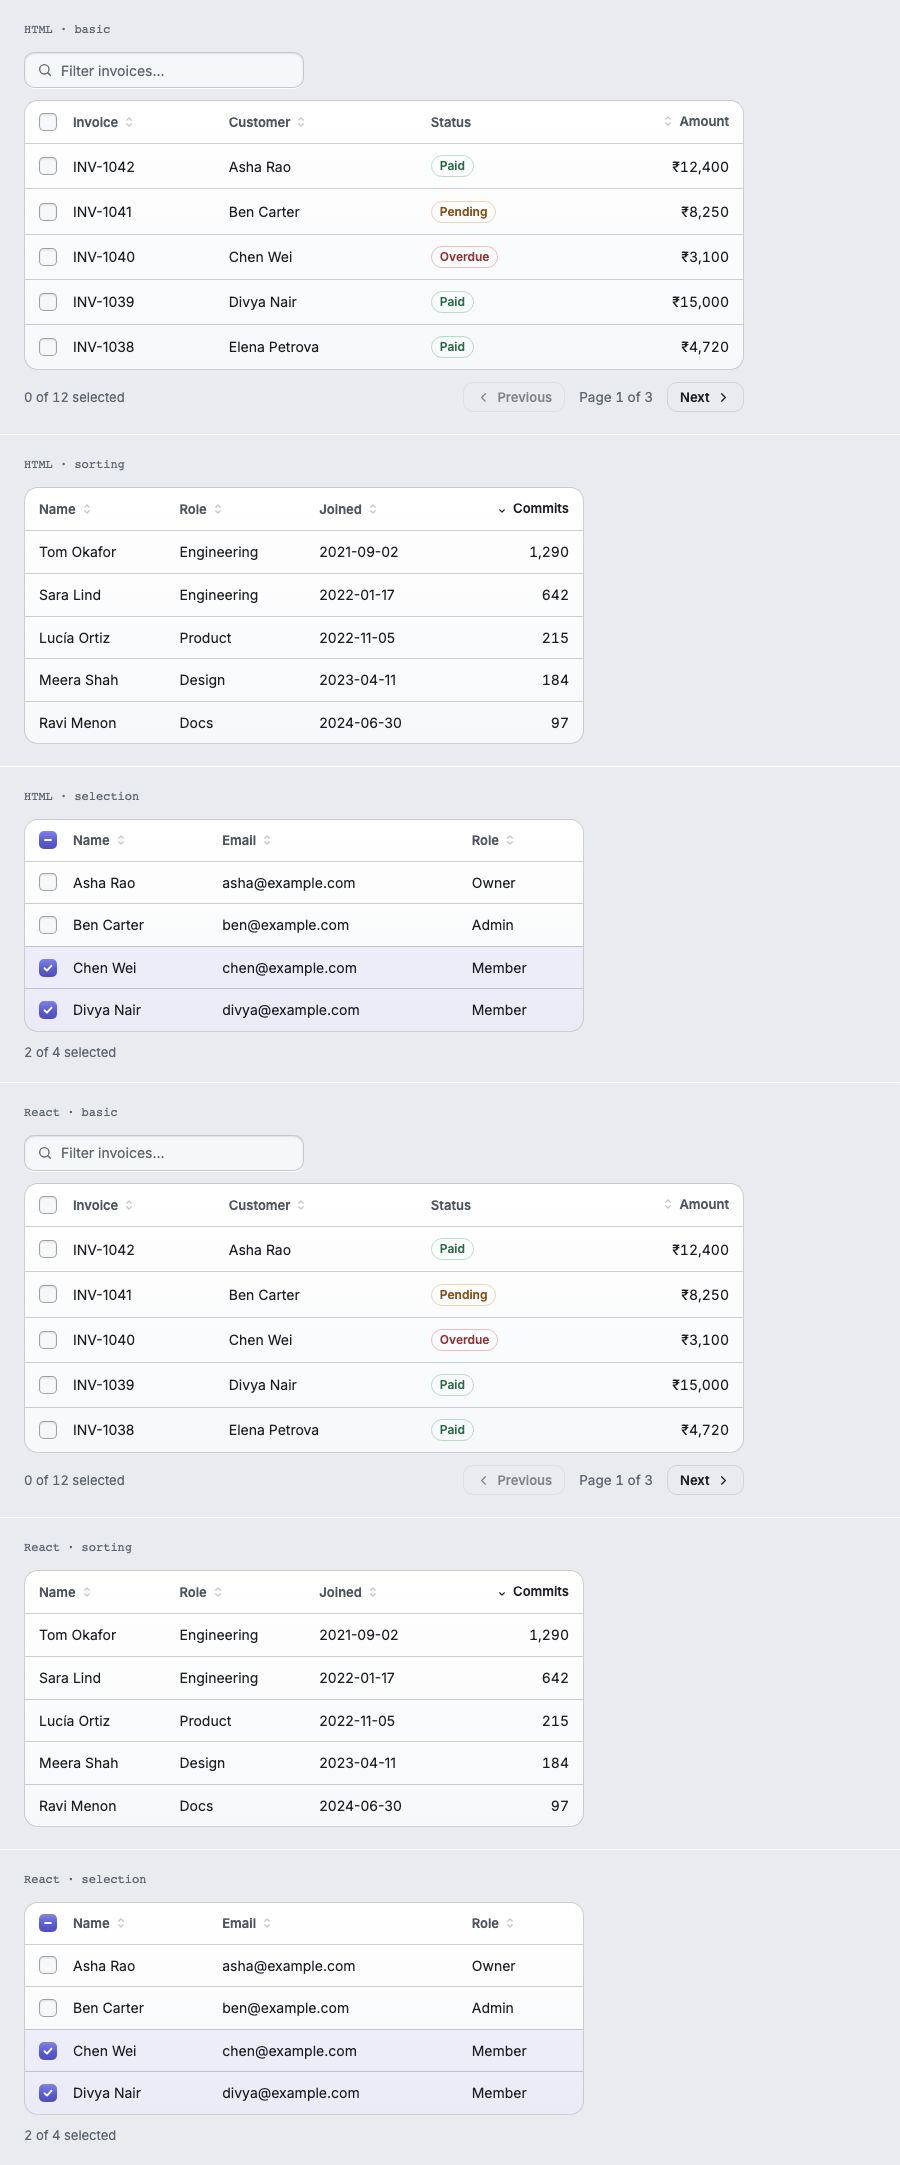 HTML · basic
Filter invoices...
Invoice Customer Status Amount
INV-1042 Asha Rao Paid ₹12,400
INV-1041 Ben Carter Pending ₹8,250
INV-1040 Chen Wei Overdue ₹3,100
INV-1039 Divya Nair Paid ₹15,000
INV-1038 Elena Petrova Paid ₹4,720
0 of 12 selected Previous Page 1 of 3 Next
HTML · sorting
Name Role Joined Commits
Tom Okafor Engineering 2021-09-02 1,290
Sara Lind Engineering 2022-01-17 642
Lucía Ortiz Product 2022-11-05 215
Meera Shah Design 2023-04-11 184
Ravi Menon Docs 2024-06-30 97
HTML · selection
Name Email Role
Asha Rao asha@example.com Owner
Ben Carter ben@example.com Admin
Chen Wei chen@example.com Member
Divya Nair divya@example.com Member
2 of 4 selected
React · basic
Filter invoices...
Invoice Customer Status Amount
INV-1042 Asha Rao Paid ₹12,400
INV-1041 Ben Carter Pending ₹8,250
INV-1040 Chen Wei Overdue ₹3,100
INV-1039 Divya Nair Paid ₹15,000
INV-1038 Elena Petrova Paid ₹4,720
0 of 12 selected Previous Page 1 of 3 Next
React · sorting
Name Role Joined Commits
Tom Okafor Engineering 2021-09-02 1,290
Sara Lind Engineering 2022-01-17 642
Lucía Ortiz Product 2022-11-05 215
Meera Shah Design 2023-04-11 184
Ravi Menon Docs 2024-06-30 97
React · selection
Name Email Role
Asha Rao asha@example.com Owner
Ben Carter ben@example.com Admin
Chen Wei chen@example.com Member
Divya Nair divya@example.com Member
2 of 4 selected